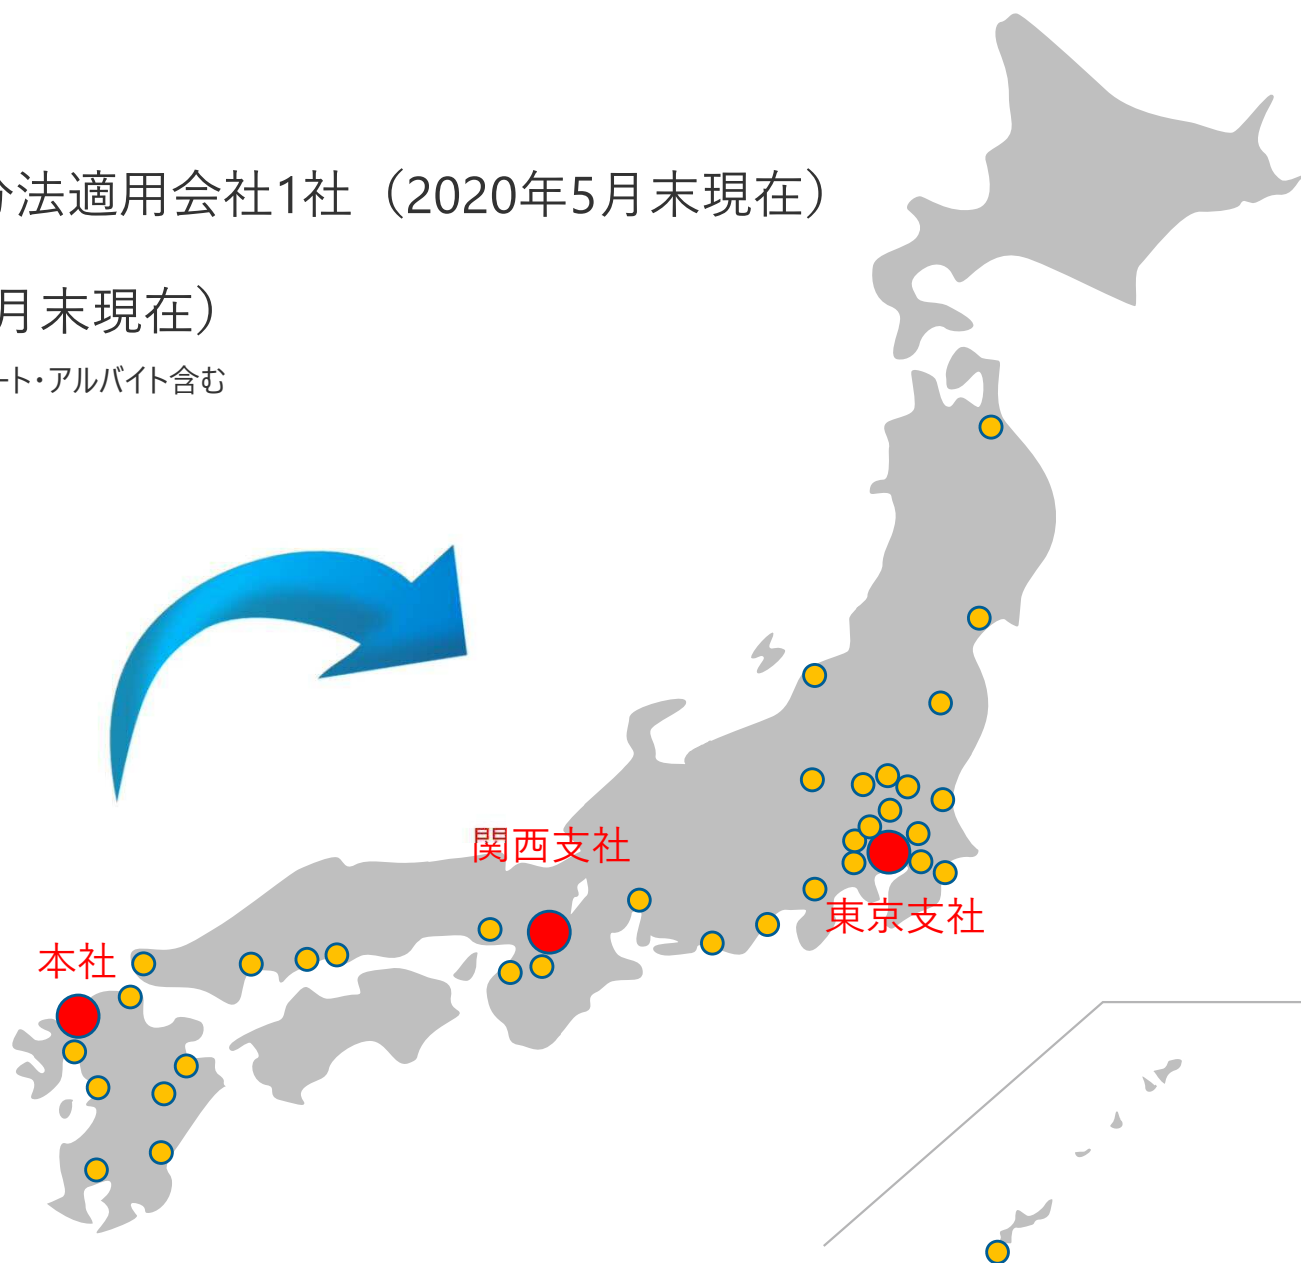 分法適用会社1社（2020年5月末現在）
月末現在）
ート・アルバイト含む
関西支社
東京支社
本社